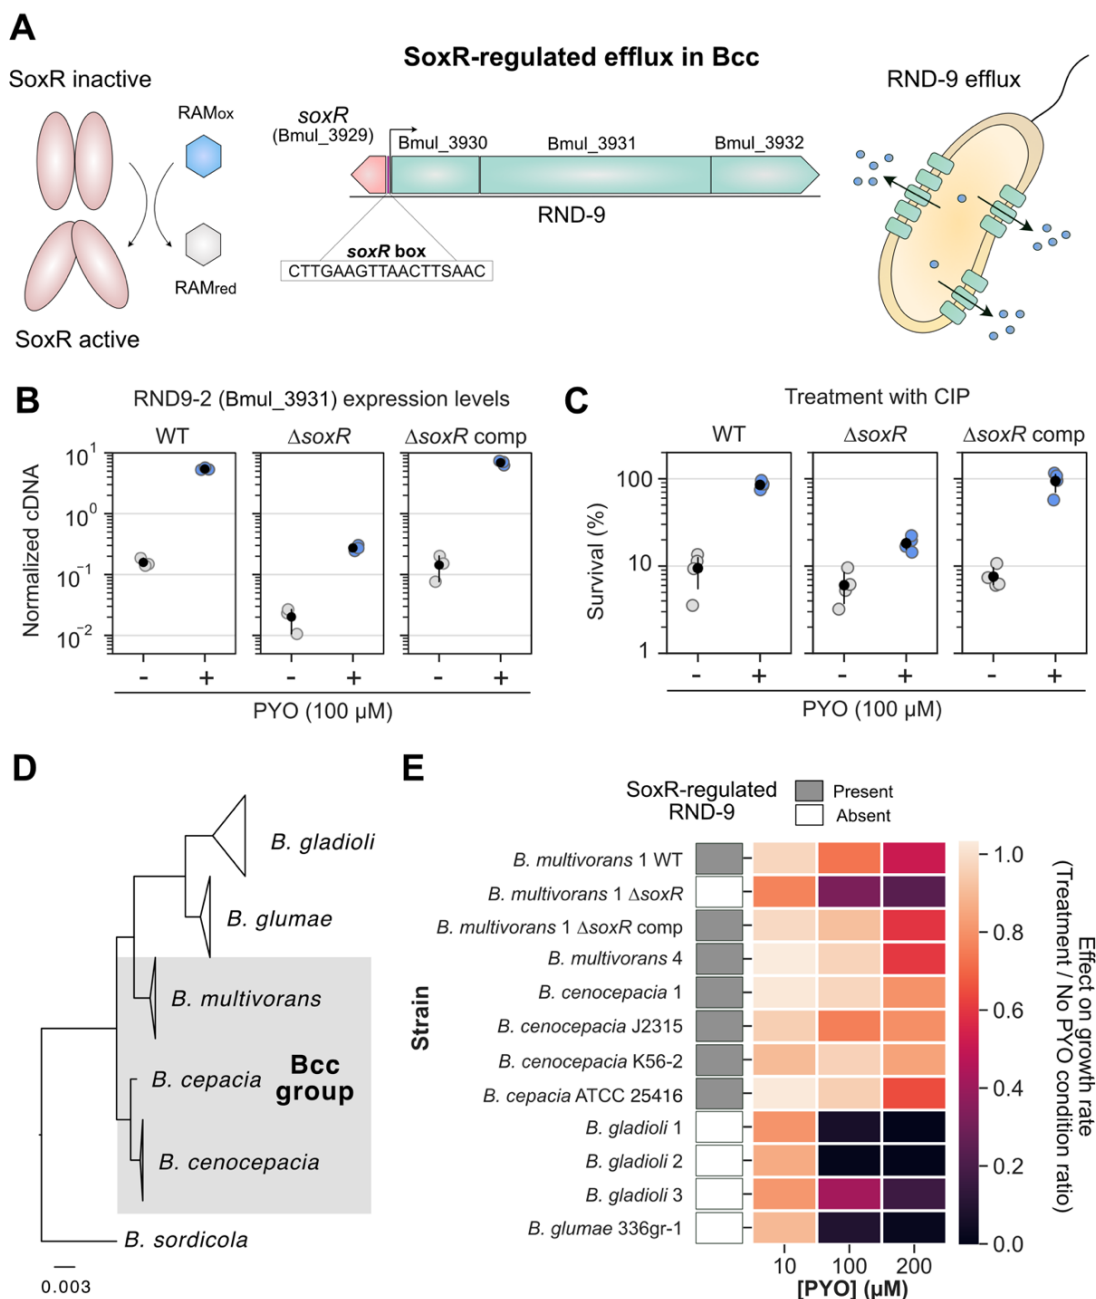 A
SoxR-regulated efflux in Bcc
SoxR inactive
RAMox
RAMred
SoxR active
soxR
(Bmul_3929)
Bmul_3930
Bmul_3931
Bmul_3932
RND-9
soxR box
CTTGAAGTTAACTTSAAC
RND-9 efflux
B
RND9-2 (Bmul_3931) expression levels
WT
ΔsoxR
ΔsoxR comp
Normalized cDNA
10^1
10^0
10^-1
10^-2
- + - + - +
PYO (100 µM)
C
Treatment with CIP
WT
ΔsoxR
ΔsoxR comp
Survival (%)
100
10
1
- + - + - +
PYO (100 µM)
D
B. gladioli
B. glumae
B. multivorans
B. cepacia
Bcc
group
B. cenocepacia
B. sordicola
0.003
E
SoxR-regulated
RND-9
Present
Absent
Strain
B. multivorans 1 WT
B. multivorans 1 ΔsoxR
B. multivorans 1 ΔsoxR comp
B. multivorans 4
B. cenocepacia 1
B. cenocepacia J2315
B. cenocepacia K56-2
B. cepacia ATCC 25416
B. gladioli 1
B. gladioli 2
B. gladioli 3
B. glumae 336gr-1
10 100 200
[PYO] (µM)
1.0
0.8
0.6
0.4
0.2
0.0
Effect on growth rate
(Treatment / No PYO condition ratio)